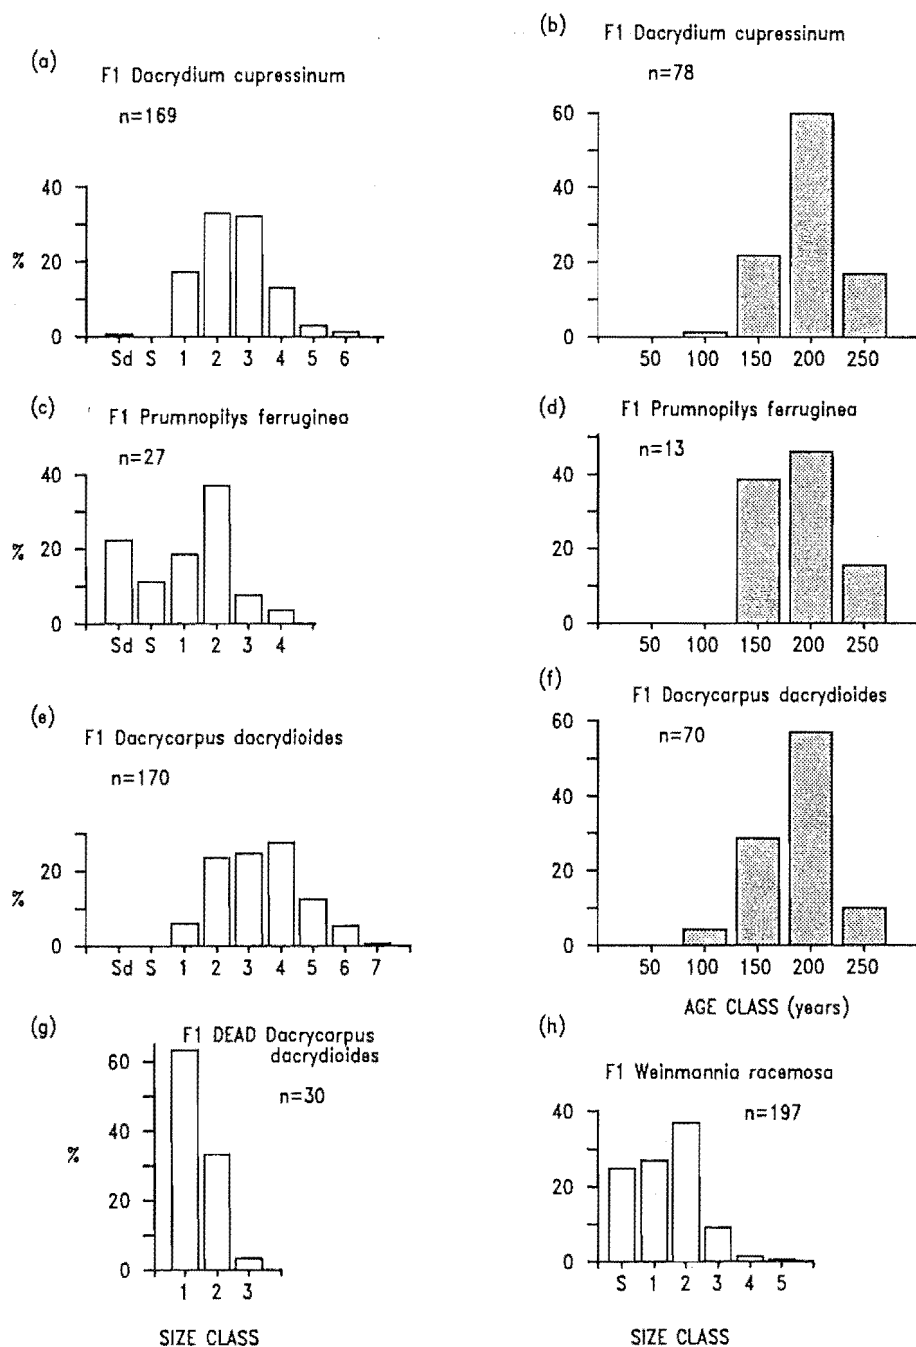 (a)
F1 Dacrydium cupressinum
n=169
40
20
0
%
Sd S 1 2 3 4 5 6
(b)
F1 Dacrydium cupressinum
n=78
60
40
20
0
50 100 150 200 250
(c)
F1 Prumnopitys ferruginea
n=27
40
20
0
%
Sd S 1 2 3 4
(d)
F1 Prumnopitys ferruginea
n=13
40
20
0
50 100 150 200 250
(e)
F1 Dacrycarpus dacrydioides
n=170
20
0
%
Sd S 1 2 3 4 5 6 7
(f)
F1 Dacrycarpus dacrydioides
n=70
60
40
20
0
50 100 150 200 250
AGE CLASS (years)
(g)
F1 DEAD Dacrycarpus
dacrydioides
n=30
60
40
20
0
%
1 2 3
SIZE CLASS
(h)
F1 Weinmannia racemosa
n=197
40
20
0
S 1 2 3 4 5
SIZE CLASS